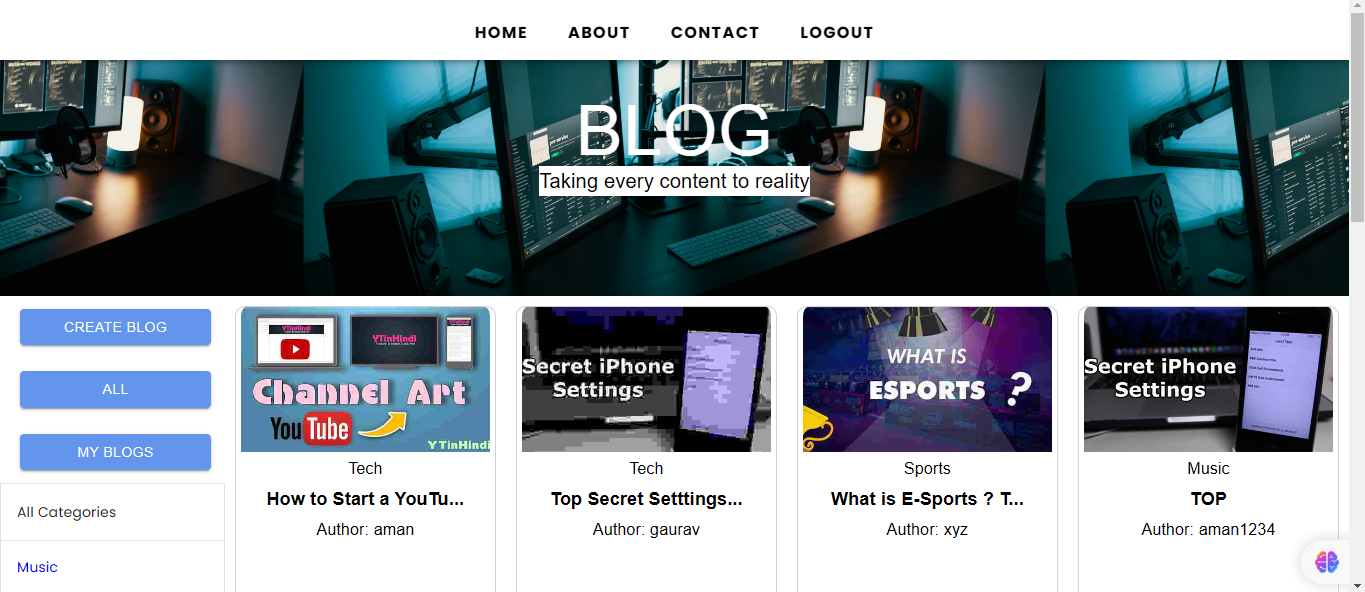 HOME ABOUT CONTACT LOGOUT
BLOG
Taking every content to reality
CREATE BLOG
ALL
MY BLOGS
All Categories
Music
YTinHindi
YTinHindi
Channel Art
YouTube
YTinHindi
Tech
How to Start a YouTu...
Author: aman
Secret iPhone
Settings
Tech
Top Secret Setttings...
Author: gaurav
WHAT IS
ESPORTS ?
Sports
What is E-Sports ? T...
Author: xyz
Secret iPhone
Settings
Music
TOP
Author: aman1234